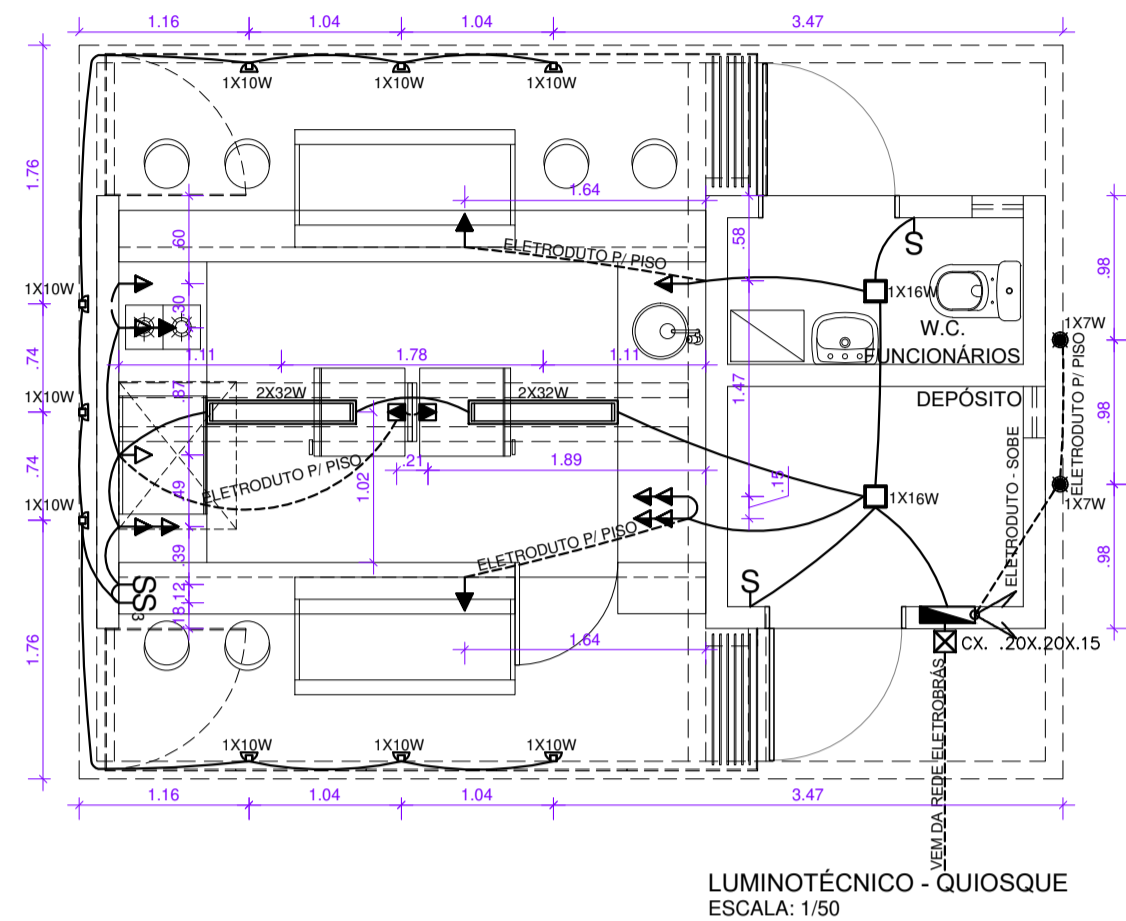 1.16 1.04 1.04 3.47
1X10W 1X10W 1X10W
1.76
1.64
.60
.58
ELETRODUTO P/ PISO
S
.98
1X10W
.30
1X16W
W.C.
FUNCIONÁRIOS
1X7W
1.11 1.78 1.11
.74
.87
2X32W 2X32W
1.47
DEPÓSITO
ELETRODUTO P/ PISO
.98
1X10W
.21 1.89
ELETRODUTO P/ PISO
1.02
.49
.15
.74
1X10W
1X16W
1X7W
ELETRODUTO - SOBE
ELETRODUTO P/ PISO
.39
.98
S
SS3
.12
.18
1.64
CX. .20X.20X.15
1.76
1X10W 1X10W 1X10W
VEM DA REDE ELETROBRÁS
1.16 1.04 1.04 3.47
LUMINOTÉCNICO - QUIOSQUE
ESCALA: 1/50